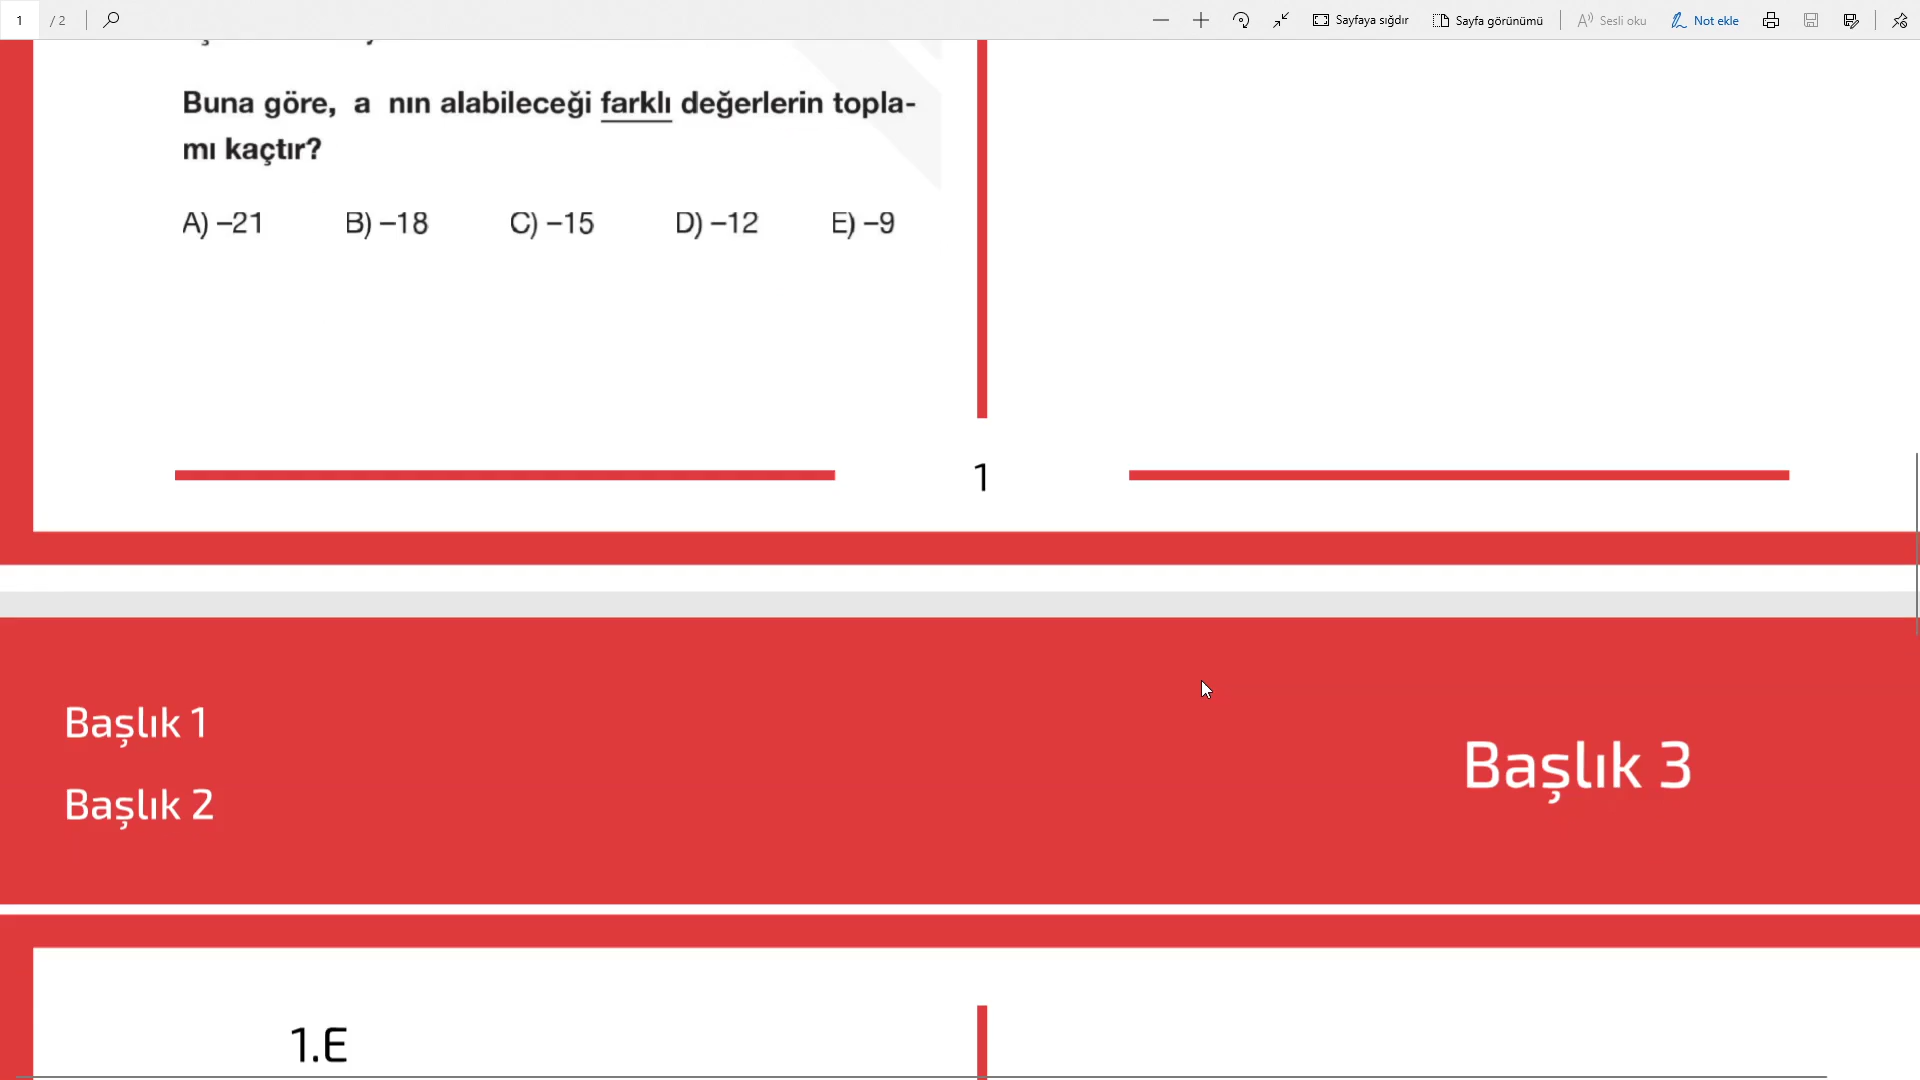 1 / 2 Sayfaya sığdır Sayfa görünümü Sesli oku Not ekle
Buna göre, a nın alabileceği farklı değerlerin topla-
mı kaçtır?
A) –21 B) –18 C) –15 D) –12 E) –9
1
Başlık 1
Başlık 2
Başlık 3
1.E